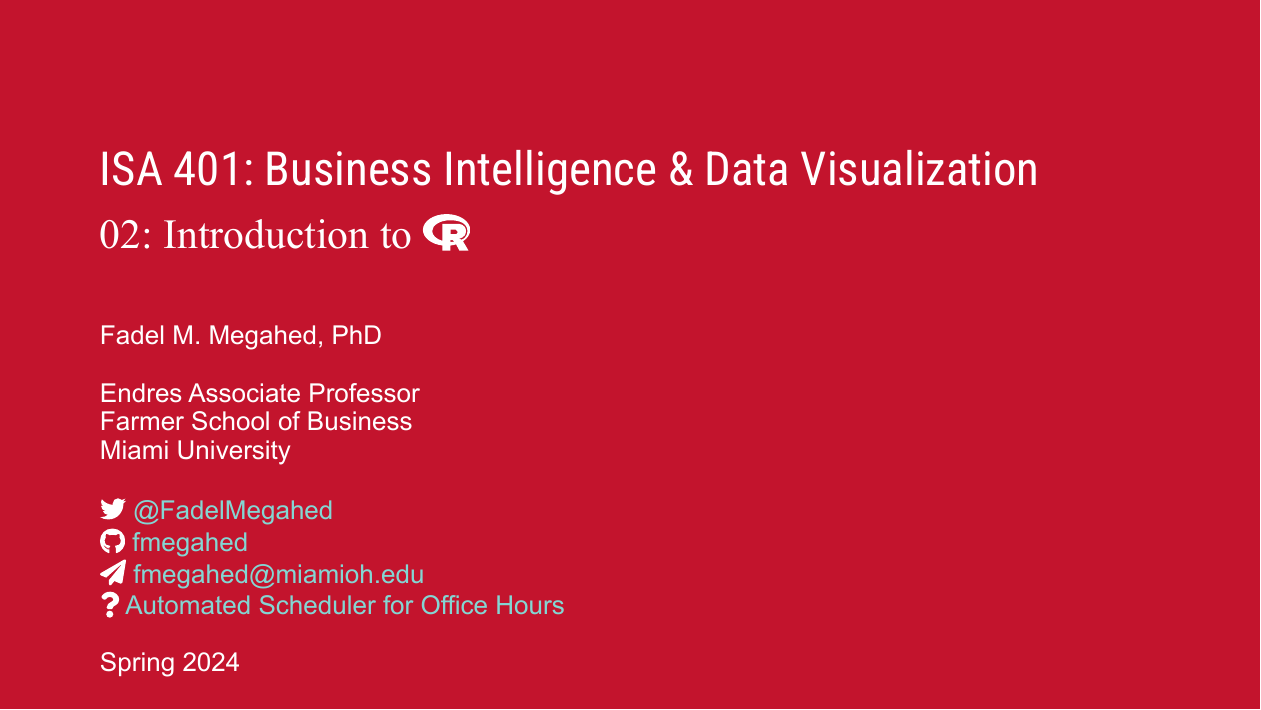 ISA 401: Business Intelligence & Data Visualization
02: Introduction to R
Fadel M. Megahed, PhD
Endres Associate Professor
Farmer School of Business
Miami University
@FadelMegahed
fmegahed
fmegahed@miamioh.edu
? Automated Scheduler for Office Hours
Spring 2024